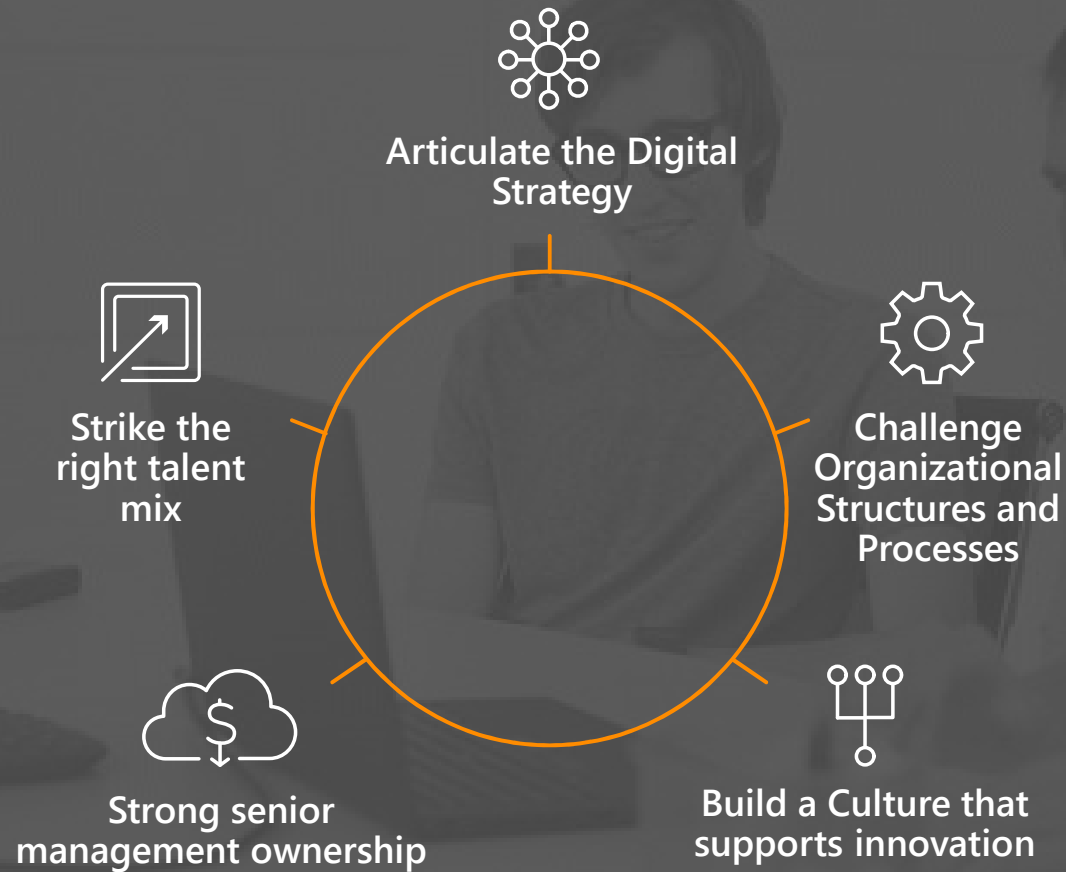 Articulate the Digital
Strategy
Strike the
right talent
mix
Challenge
Organizational
Structures and
Processes
$
Strong senior
management ownership
Build a Culture that
supports innovation